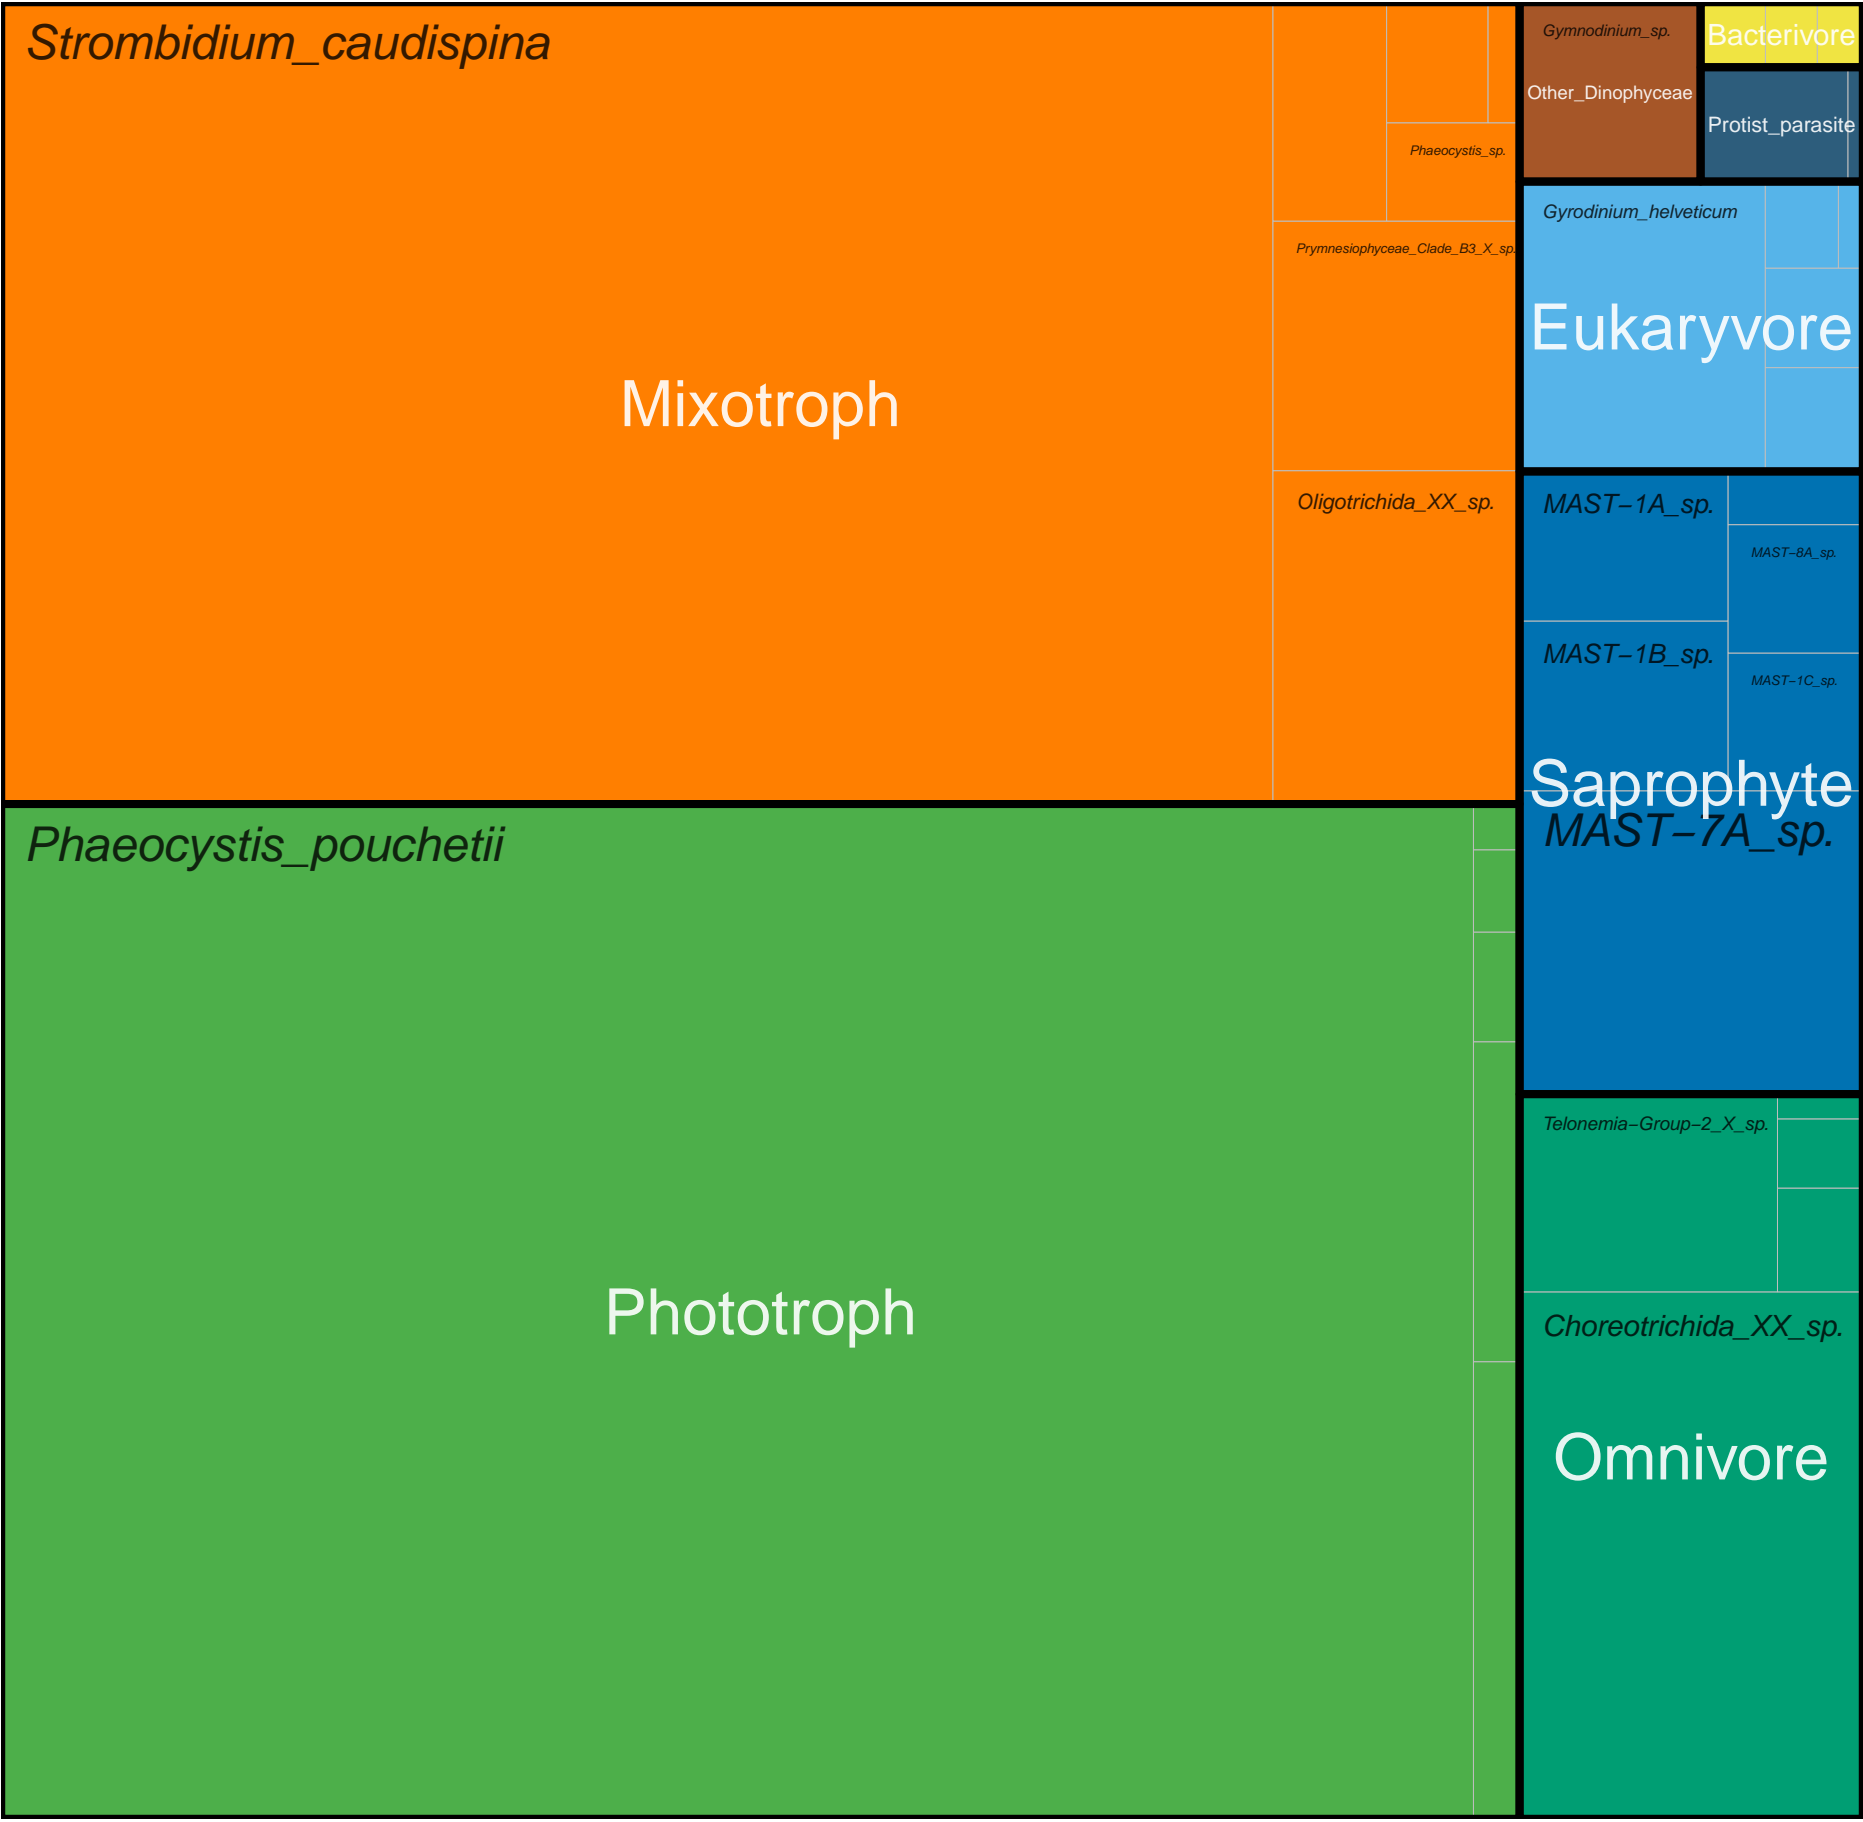 Strombidium_caudispina
Phaeocystis_sp.
Prymnesiophyceae_Clade_B3_X_sp.
Mixotroph
Oligotrichida_XX_sp.
Phaeocystis_pouchetii
Phototroph
Gymnodinium_sp.
Other_Dinophyceae
Bacterivore
Protist_parasite
Gyrodinium_helveticum
Eukaryvore
MAST−1A_sp.
MAST−8A_sp.
MAST−1B_sp.
MAST−1C_sp.
Saprophyte
MAST−7A_sp.
Telonemia−Group−2_X_sp.
Choreotrichida_XX_sp.
Omnivore